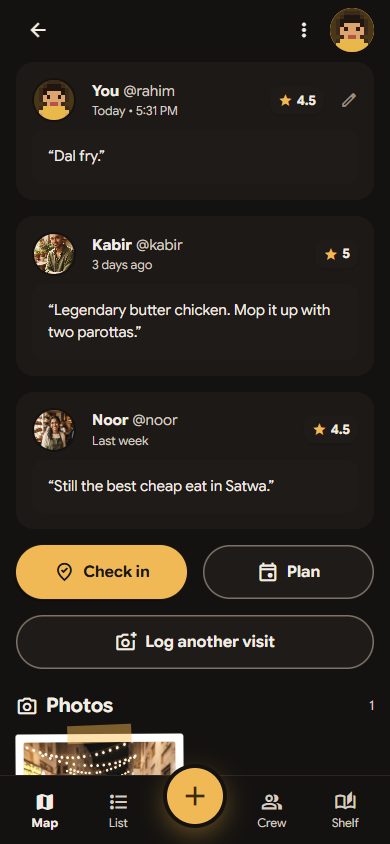 You @rahim
4.5
Today • 5:31 PM
“Dal fry.”
Kabir @kabir
5
3 days ago
“Legendary butter chicken. Mop it up with
two parottas.”
Noor @noor
4.5
Last week
“Still the best cheap eat in Satwa.”
Check in
Plan
Log another visit
Photos
1
Map
List
Crew
Shelf